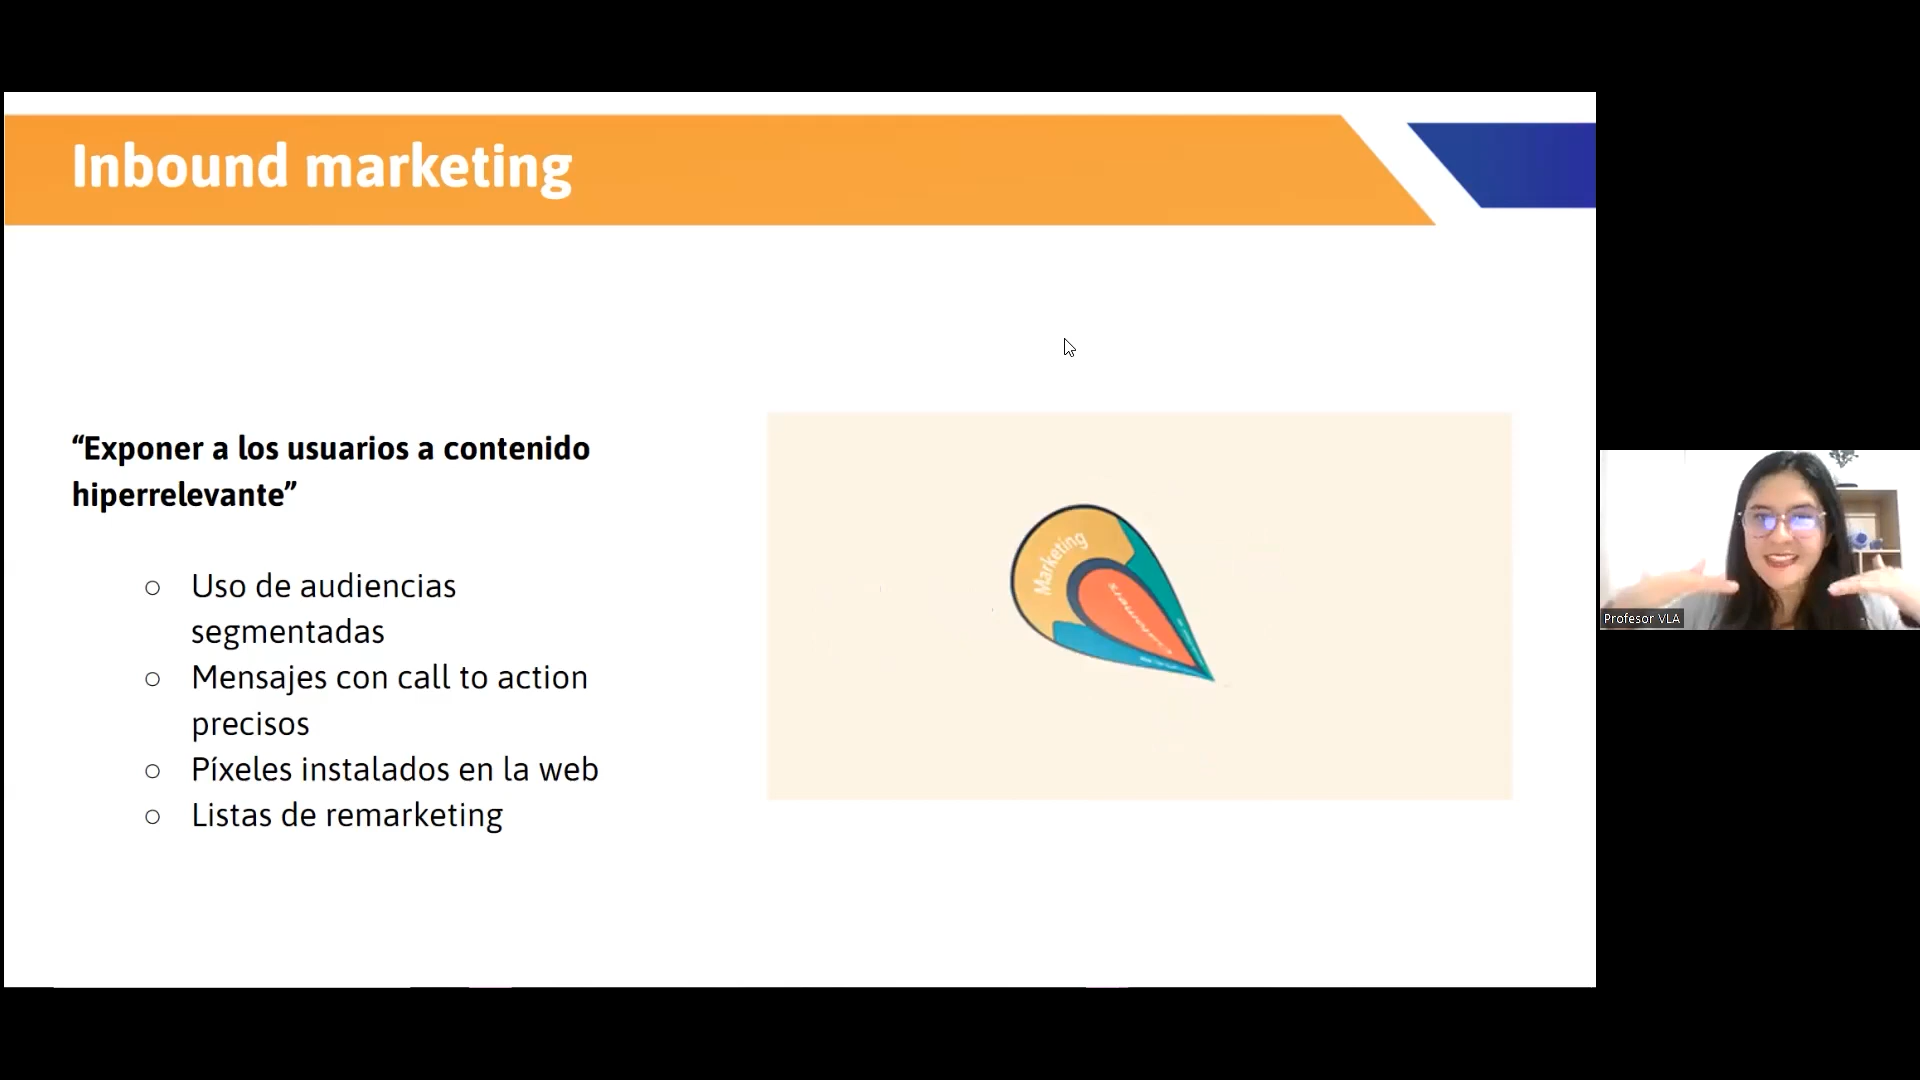 Inbound marketing
“Exponer a los usuarios a contenido
hiperrelevante”
○ Uso de audiencias
segmentadas
○ Mensajes con call to action
precisos
○ Píxeles instalados en la web
○ Listas de remarketing
Marketing
Customers
Profesor VLA